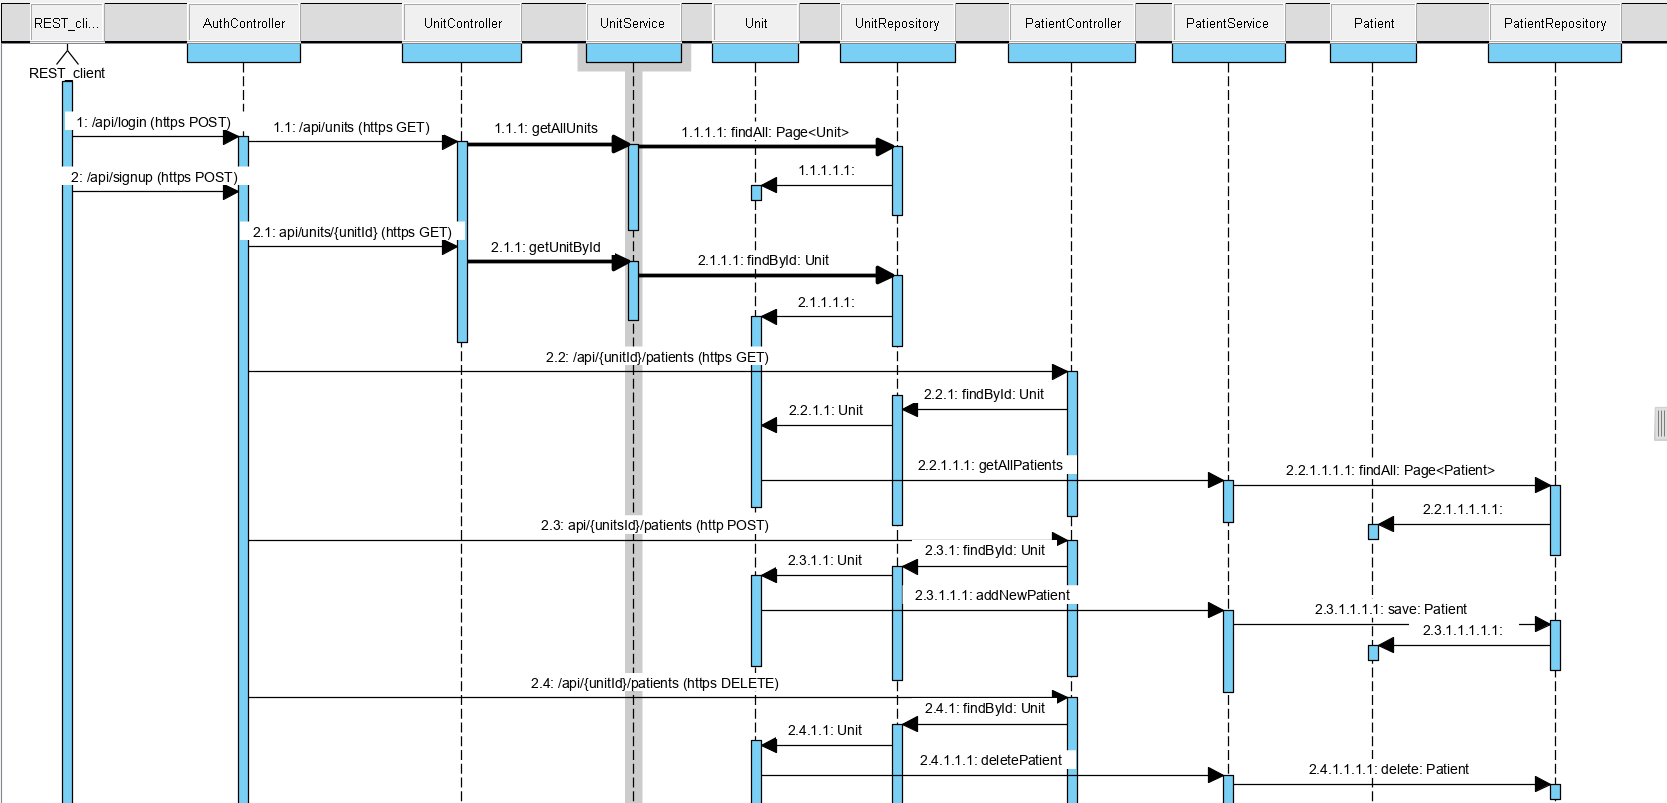 REST_cli...
AuthController
UnitController
UnitService
Unit
UnitRepository
PatientController
PatientService
Patient
PatientRepository
REST_client
1: /api/login (https POST)
1.1: /api/units (https GET)
1.1.1: getAllUnits
1.1.1.1: findAll: Page<Unit>
1.1.1.1.1:
2: /api/signup (https POST)
2.1: api/units/{unitId} (https GET)
2.1.1: getUnitById
2.1.1.1: findById: Unit
2.1.1.1.1:
2.2: /api/{unitId}/patients (https GET)
2.2.1: findById: Unit
2.2.1.1: Unit
2.2.1.1.1: getAllPatients
2.2.1.1.1.1: findAll: Page<Patient>
2.2.1.1.1.1.1:
2.3: api/{unitsId}/patients (http POST)
2.3.1: findById: Unit
2.3.1.1: Unit
2.3.1.1.1: addNewPatient
2.3.1.1.1.1: save: Patient
2.3.1.1.1.1.1:
2.4: /api/{unitId}/patients (https DELETE)
2.4.1: findById: Unit
2.4.1.1: Unit
2.4.1.1.1: deletePatient
2.4.1.1.1.1: delete: Patient